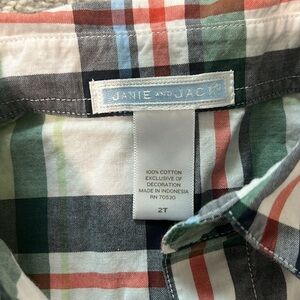 JANIE AND JACK
100% COTTON
EXCLUSIVE OF
DECORATION
MADE IN INDONESIA
RN 70530
2T